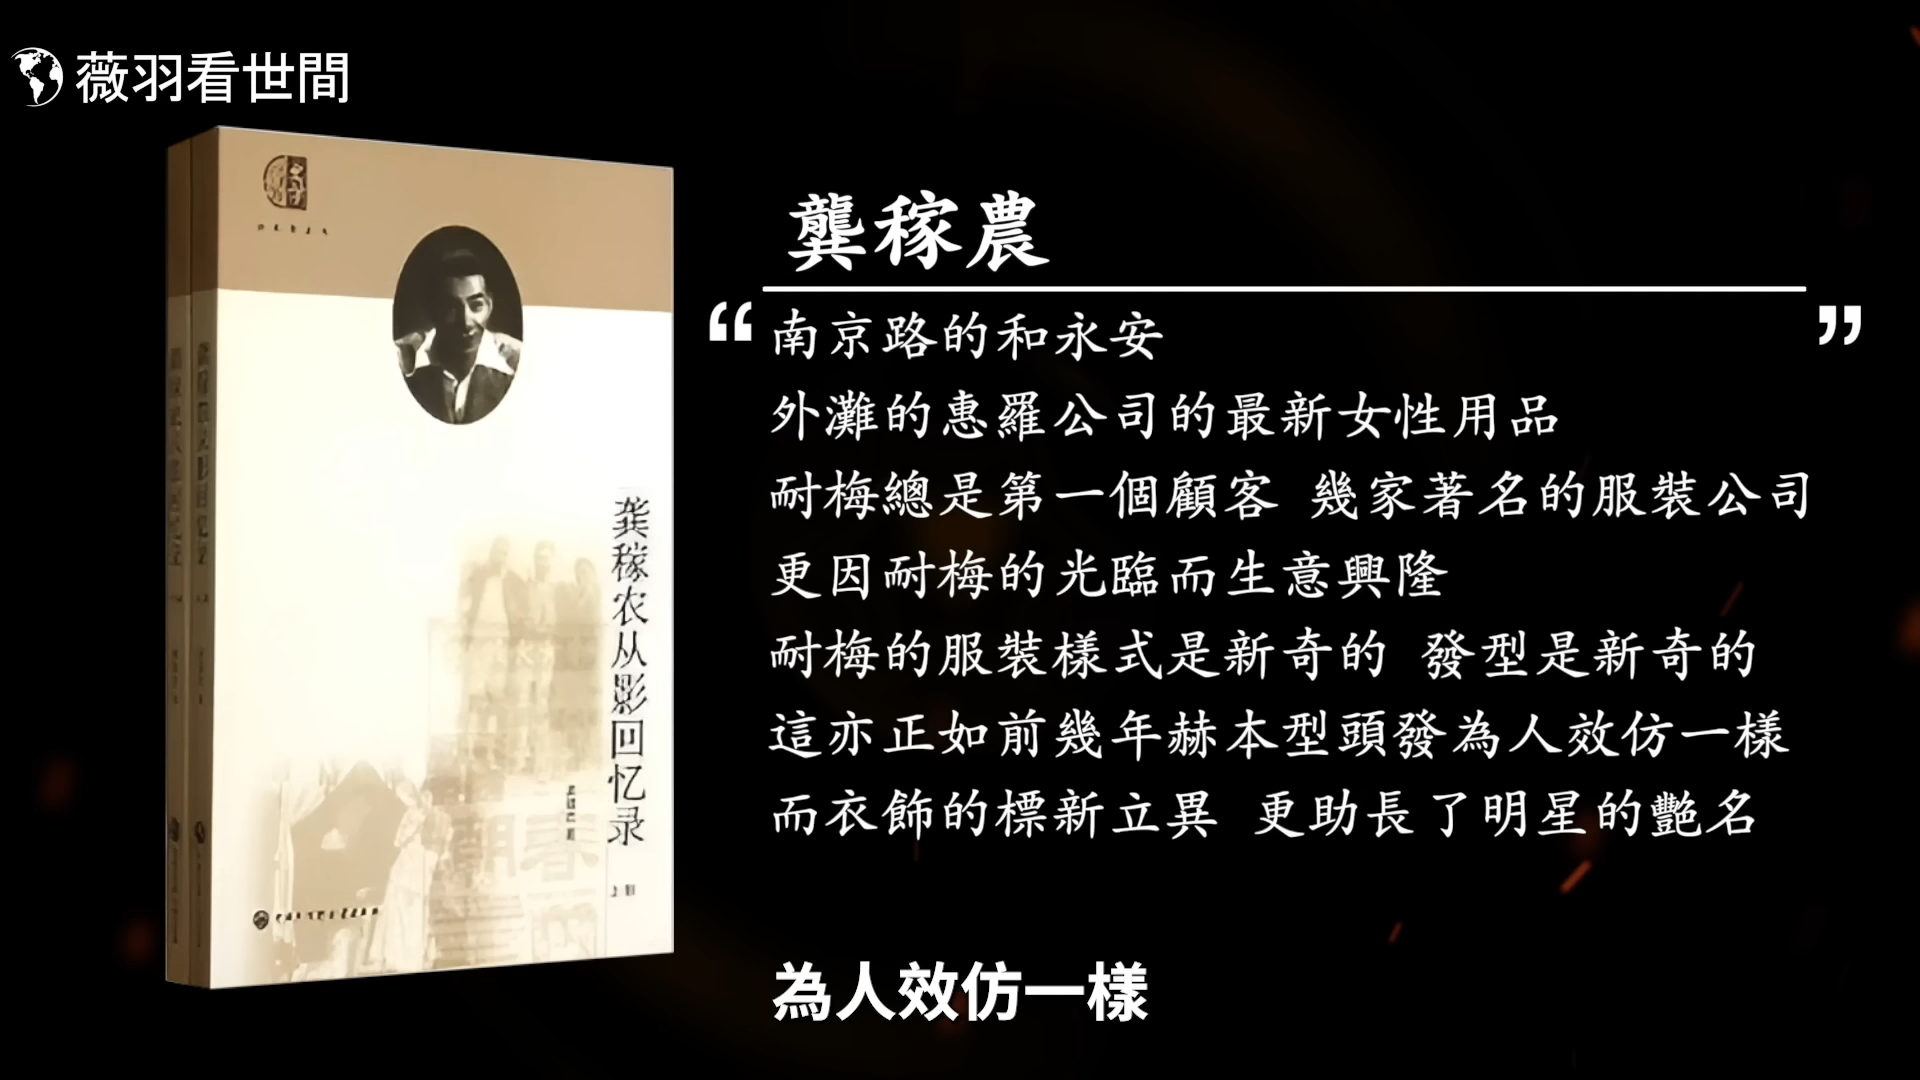 薇羽看世間
龔稼農
“南京路的和永安”
外灘的惠羅公司的最新女性用品
耐梅總是第一個顧客 幾家著名的服裝公司
更因耐梅的光臨而生意興隆
耐梅的服裝樣式是新奇的 發型是新奇的
這亦正如前幾年赫本型頭發為人效仿一樣
而衣飾的標新立異 更助長了明星的艷名
龚稼农从影回忆录
為人效仿一樣